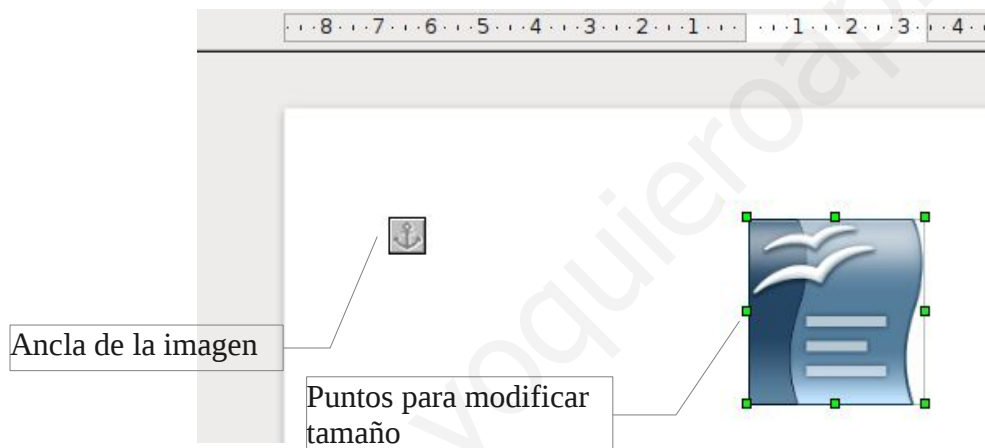 8 7 6 5 4 3 2 1 1 2 3 4
Ancla de la imagen
Puntos para modificar
tamaño
yoquieroap